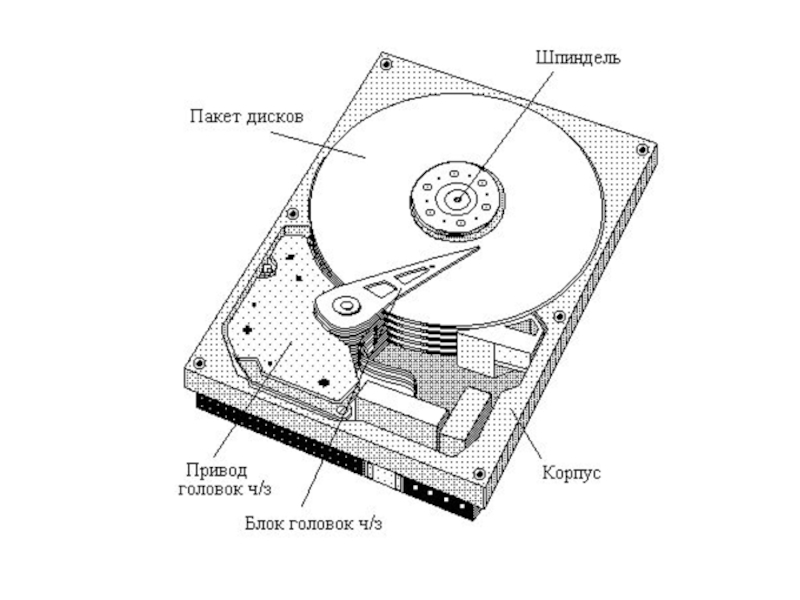 Шпиндель
Пакет дисков
Привод
головок ч/з
Корпус
Блок головок ч/з